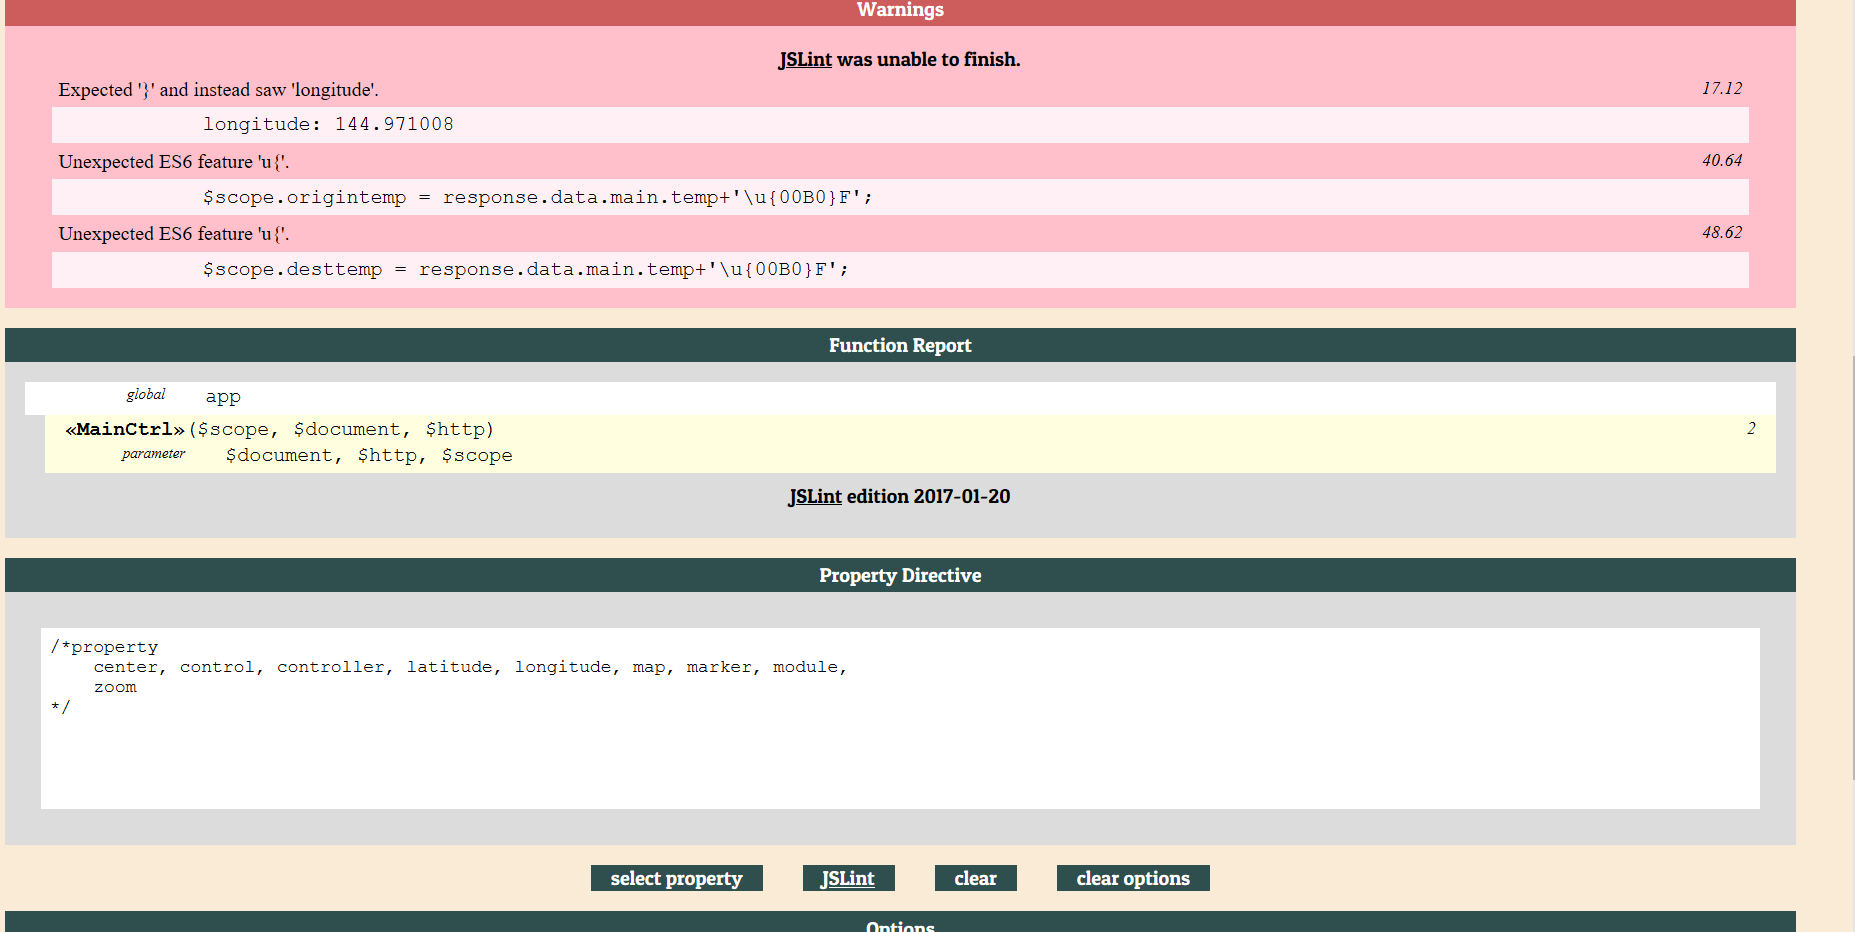 Warnings
JSLint was unable to finish.
Expected '}' and instead saw 'longitude'. 17.12
longitude: 144.971008
Unexpected ES6 feature 'u{'. 40.64
$scope.origintemp = response.data.main.temp+'\u{00B0}F';
Unexpected ES6 feature 'u{'. 48.62
$scope.desttemp = response.data.main.temp+'\u{00B0}F';
Function Report
global app
«MainCtrl»($scope, $document, $http) 2
parameter $document, $http, $scope
JSLint edition 2017-01-20
Property Directive
/*property
center, control, controller, latitude, longitude, map, marker, module,
zoom
*/
select property JSLint clear clear options
Options